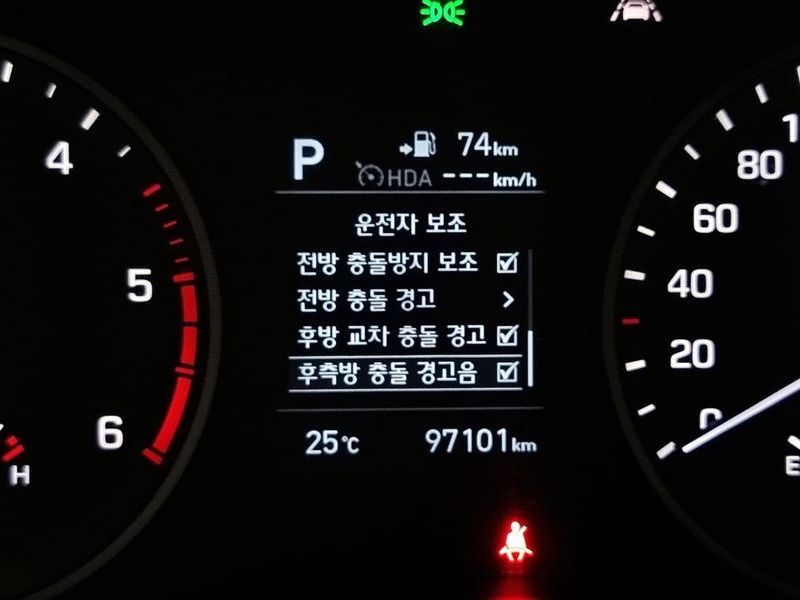 P
74km
HDA
---km/h
운전자 보조
전방 충돌방지 보조
전방 충돌 경고
후방 교차 충돌 경고
후측방 충돌 경고음
25℃
97101km
4
5
6
H
80
60
40
20
0
E